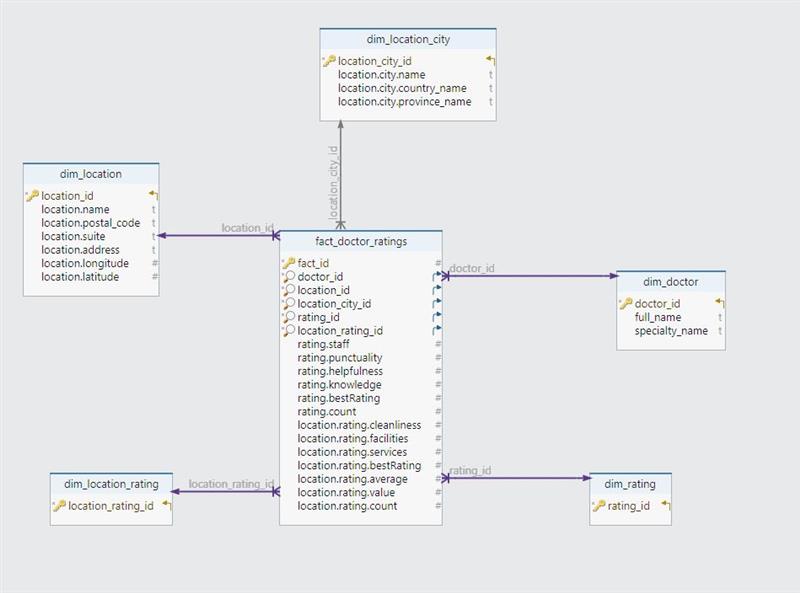 dim_location_city
location_city_id
location.city.name t
location.city.country_name t
location.city.province_name t
location_city_id
dim_location
location_id
location.name t
location.postal_code t
location.suite t
location.address t
location.longitude #
location.latitude #
location_id
fact_doctor_ratings
fact_id #
doctor_id
location_id
location_city_id
rating_id
location_rating_id
rating.staff #
rating.punctuality #
rating.helpfulness #
rating.knowledge #
rating.bestRating #
rating.count #
location.rating.cleanliness #
location.rating.facilities #
location.rating.services #
location.rating.bestRating #
location.rating.average #
location.rating.value #
location.rating.count #
doctor_id
dim_doctor
doctor_id
full_name t
specialty_name t
dim_location_rating
location_rating_id
location_rating_id
rating_id
dim_rating
rating_id